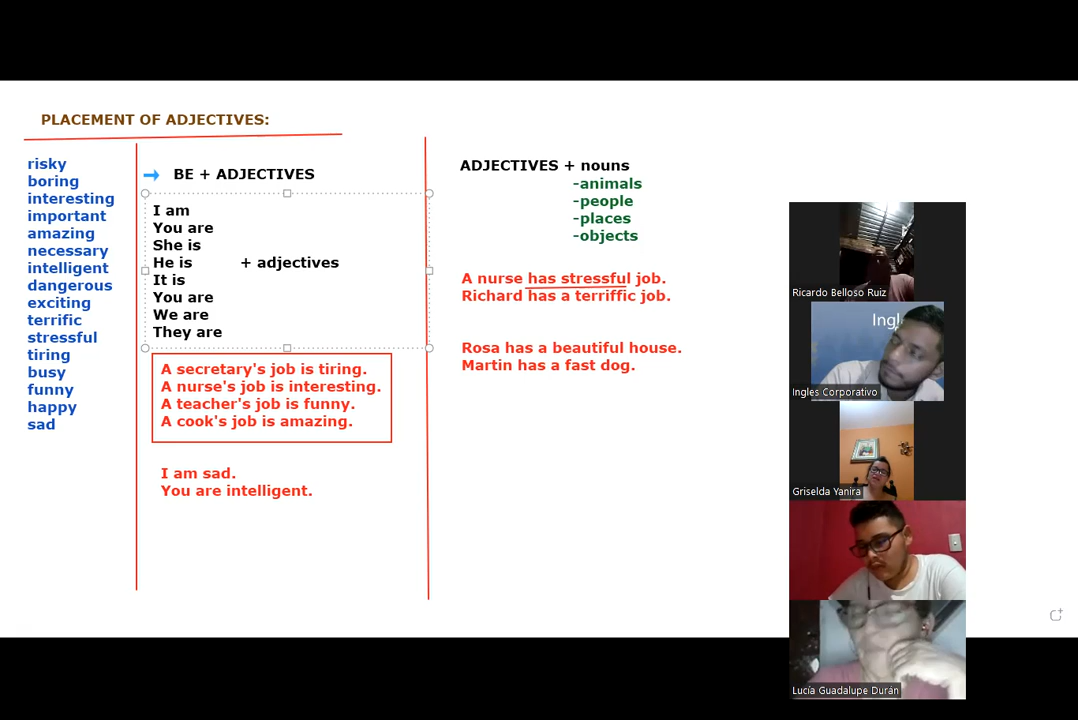 PLACEMENT OF ADJECTIVES:
risky
boring
interesting
important
amazing
necessary
intelligent
dangerous
exciting
terrific
stressful
tiring
busy
funny
happy
sad
BE + ADJECTIVES
I am
You are
She is
He is + adjectives
It is
You are
We are
They are
A secretary's job is tiring.
A nurse's job is interesting.
A teacher's job is funny.
A cook's job is amazing.
I am sad.
You are intelligent.
ADJECTIVES + nouns
-animals
-people
-places
-objects
A nurse has stressful job.
Richard has a terriffic job.
Rosa has a beautiful house.
Martin has a fast dog.
Ricardo Belloso Ruiz
Ingl
Ingles Corporativo
Griselda Yanira
Lucía Guadalupe Durán